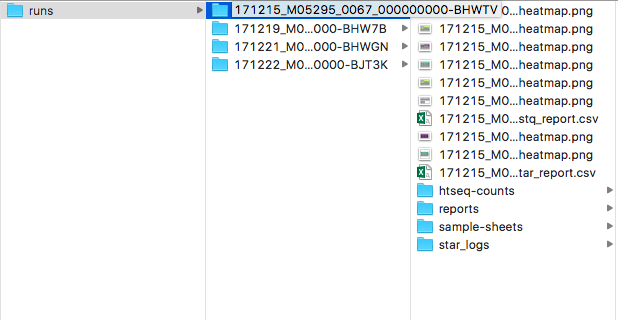 runs
171215_M05295_0067_000000000-BHWTV
171219_M0...000-BHW7B
171221_M0...000-BHWGN
171222_M0...0000-BJT3K
0...heatmap.png
171215_M0...heatmap.png
171215_M0...heatmap.png
171215_M0...heatmap.png
171215_M0...heatmap.png
171215_M0...heatmap.png
171215_M0...stq_report.csv
171215_M0...heatmap.png
171215_M0...heatmap.png
171215_M0...tar_report.csv
htseq-counts
reports
sample-sheets
star_logs